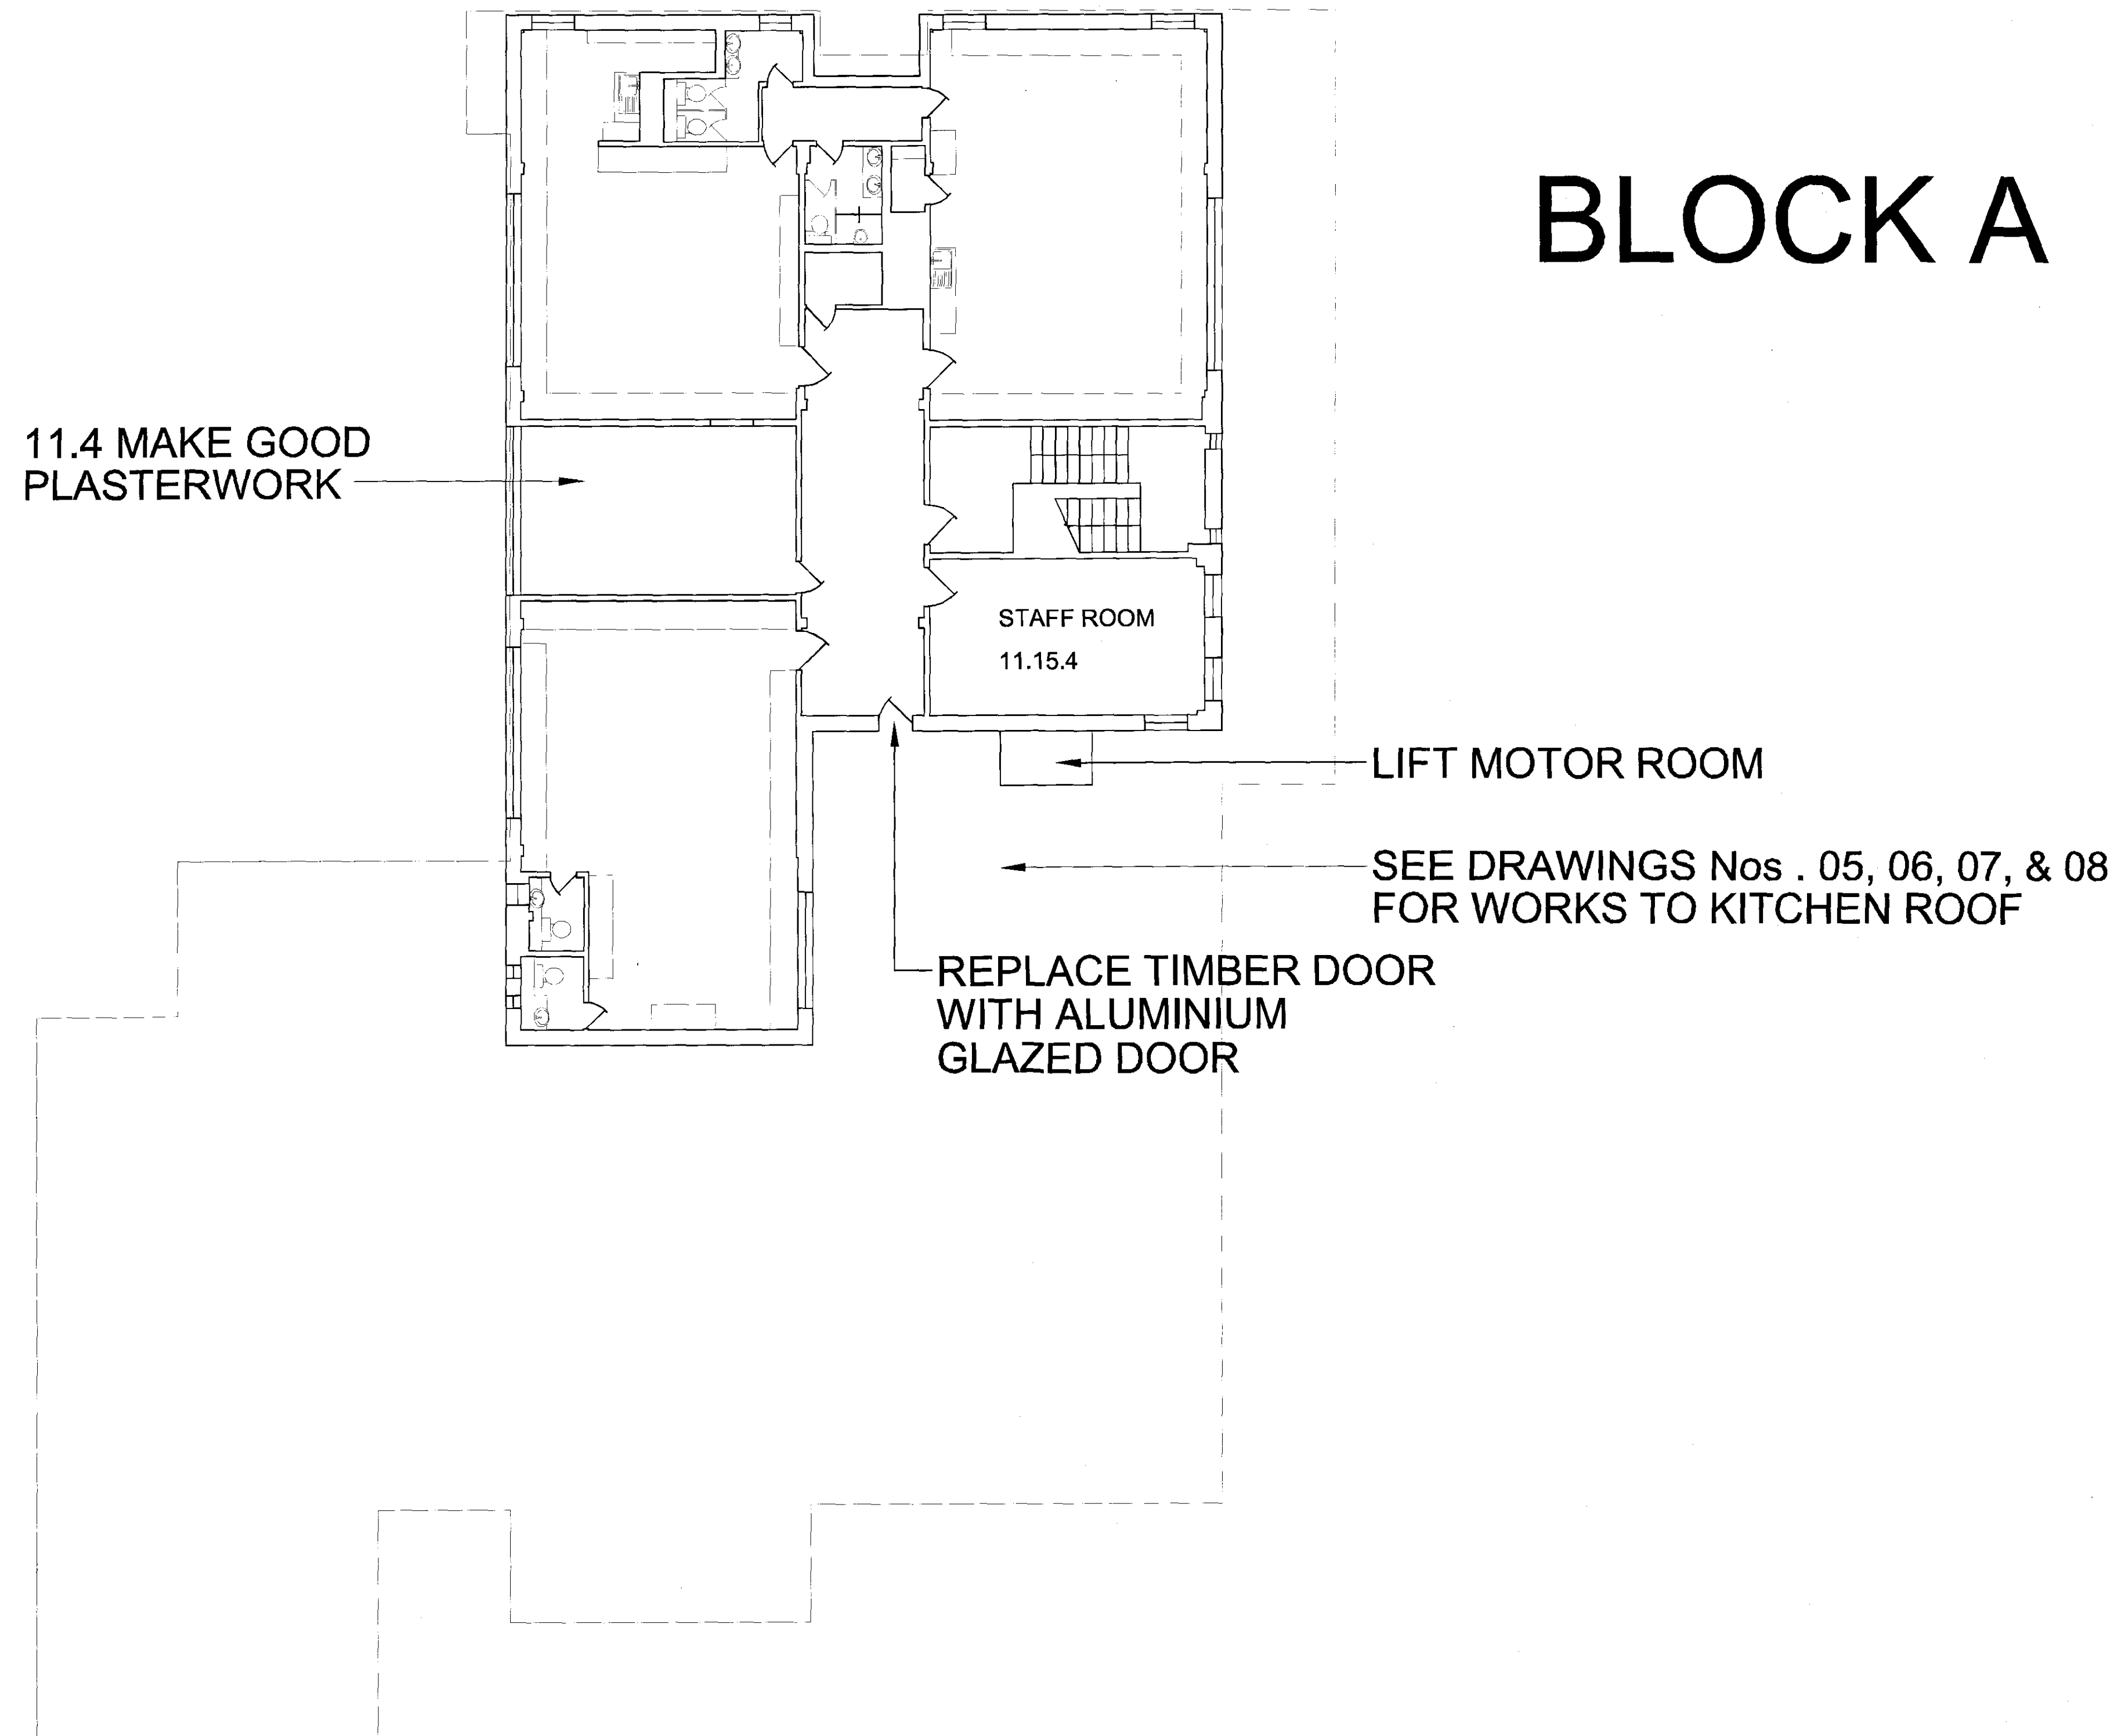 BLOCK A
11.4 MAKE GOOD
PLASTERWORK
STAFF ROOM
11.15.4
LIFT MOTOR ROOM
SEE DRAWINGS Nos . 05, 06, 07, & 08
FOR WORKS TO KITCHEN ROOF
REPLACE TIMBER DOOR
WITH ALUMINIUM
GLAZED DOOR